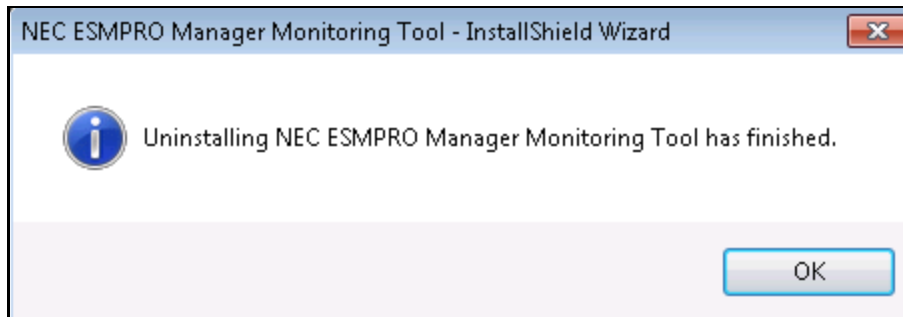 NEC ESMPRO Manager Monitoring Tool - InstallShield Wizard
Uninstalling NEC ESMPRO Manager Monitoring Tool has finished.
OK